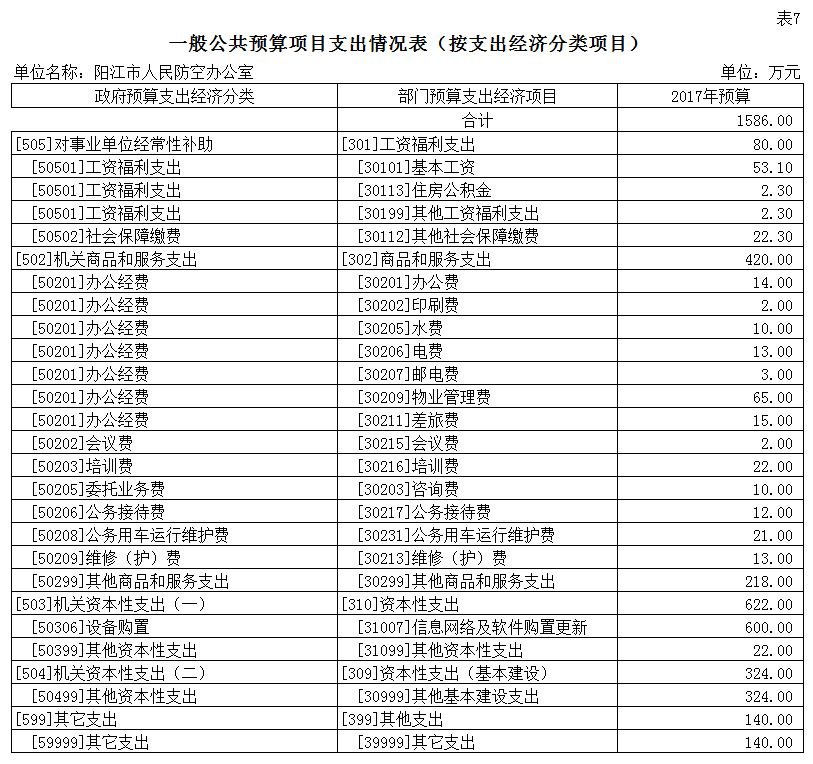 表7
一般公共预算项目支出情况表（按支出经济分类项目）
单位名称：阳江市人民防空办公室 单位：万元
政府预算支出经济分类 部门预算支出经济项目 2017年预算
合计 1586.00
[505]对事业单位经常性补助 [301]工资福利支出 80.00
[50501]工资福利支出 [30101]基本工资 53.10
[50501]工资福利支出 [30113]住房公积金 2.30
[50501]工资福利支出 [30199]其他工资福利支出 2.30
[50502]社会保障缴费 [30112]其他社会保障缴费 22.30
[502]机关商品和服务支出 [302]商品和服务支出 420.00
[50201]办公经费 [30201]办公费 14.00
[50201]办公经费 [30202]印刷费 2.00
[50201]办公经费 [30205]水费 10.00
[50201]办公经费 [30206]电费 13.00
[50201]办公经费 [30207]邮电费 3.00
[50201]办公经费 [30209]物业管理费 65.00
[50201]办公经费 [30211]差旅费 15.00
[50202]会议费 [30215]会议费 2.00
[50203]培训费 [30216]培训费 22.00
[50205]委托业务费 [30203]咨询费 10.00
[50206]公务接待费 [30217]公务接待费 12.00
[50208]公务用车运行维护费 [30231]公务用车运行维护费 21.00
[50209]维修（护）费 [30213]维修（护）费 13.00
[50299]其他商品和服务支出 [30299]其他商品和服务支出 218.00
[503]机关资本性支出（一） [310]资本性支出 622.00
[50306]设备购置 [31007]信息网络及软件购置更新 600.00
[50399]其他资本性支出 [31099]其他资本性支出 22.00
[504]机关资本性支出（二） [309]资本性支出（基本建设） 324.00
[50499]其他资本性支出 [30999]其他基本建设支出 324.00
[599]其它支出 [399]其他支出 140.00
[59999]其它支出 [39999]其它支出 140.00